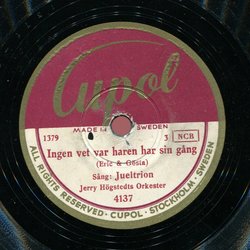 Cupol
MADE IN SWEDEN
1379 3 NCB
Ingen vet var haren har sin gång
(Eric & Gösta)
Sång: Jueltrion
Jerry Högstedts Orkester
4137
ALL RIGHTS RESERVED · CUPOL · STOCKHOLM, SWEDEN